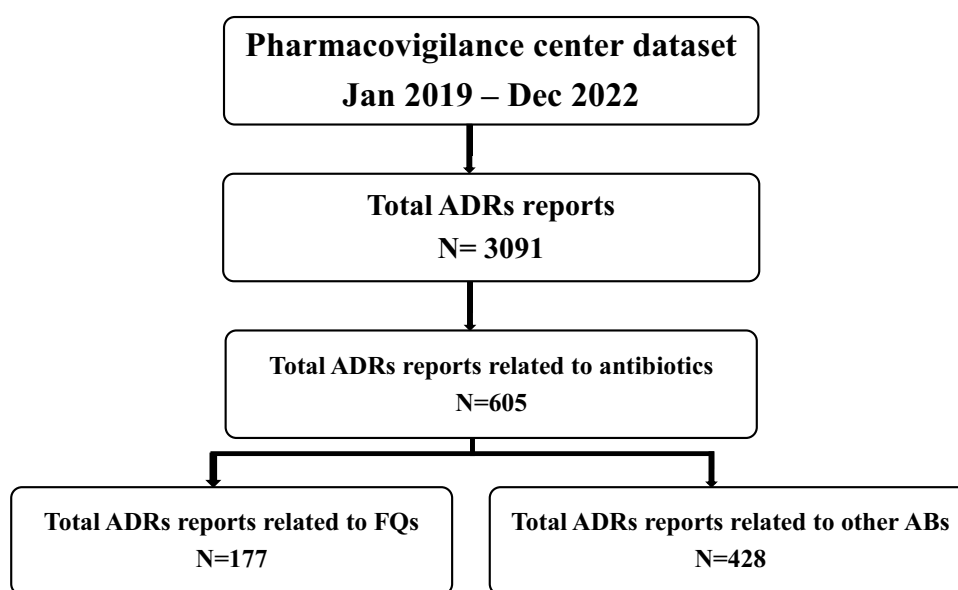 Pharmacovigilance center dataset
Jan 2019 – Dec 2022
Total ADRs reports
N= 3091
Total ADRs reports related to antibiotics
N=605
Total ADRs reports related to FQs
N=177
Total ADRs reports related to other ABs
N=428